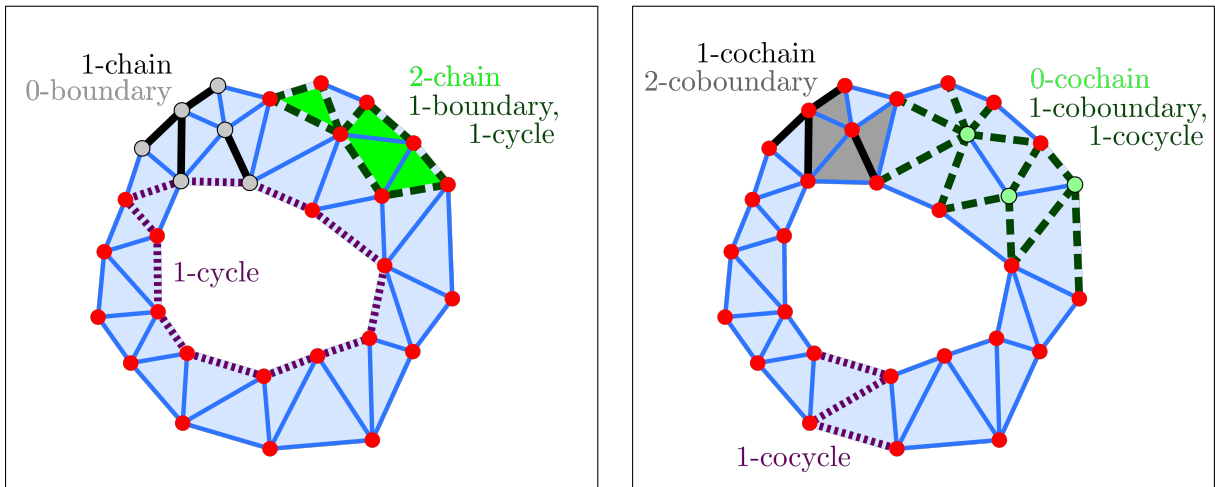 1-chain
0-boundary
2-chain
1-boundary,
1-cycle
1-cycle
1-cochain
2-coboundary
0-cochain
1-coboundary,
1-cocycle
1-cocycle